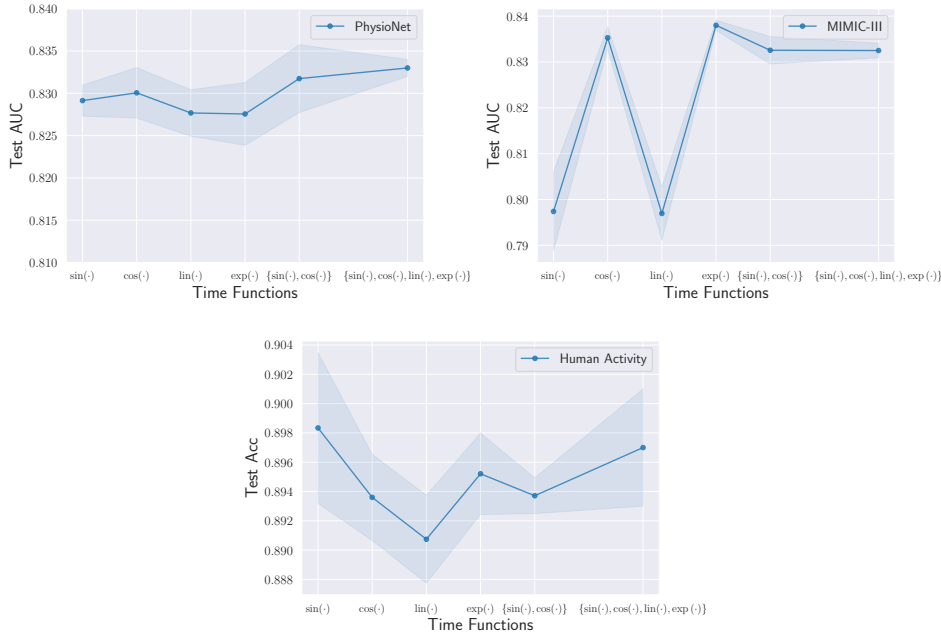 PhysioNet
Test AUC
0.840
0.835
0.830
0.825
0.820
0.815
0.810
sin(·) cos(·) lin(·) exp(·) {sin(·), cos(·)} {sin(·), cos(·), lin(·), exp (·)}
Time Functions
MIMIC-III
Test AUC
0.84
0.83
0.82
0.81
0.80
0.79
sin(·) cos(·) lin(·) exp(·) {sin(·), cos(·)} {sin(·), cos(·), lin(·), exp (·)}
Time Functions
Human Activity
Test Acc
0.904
0.902
0.900
0.898
0.896
0.894
0.892
0.890
0.888
sin(·) cos(·) lin(·) exp(·) {sin(·), cos(·)} {sin(·), cos(·), lin(·), exp (·)}
Time Functions